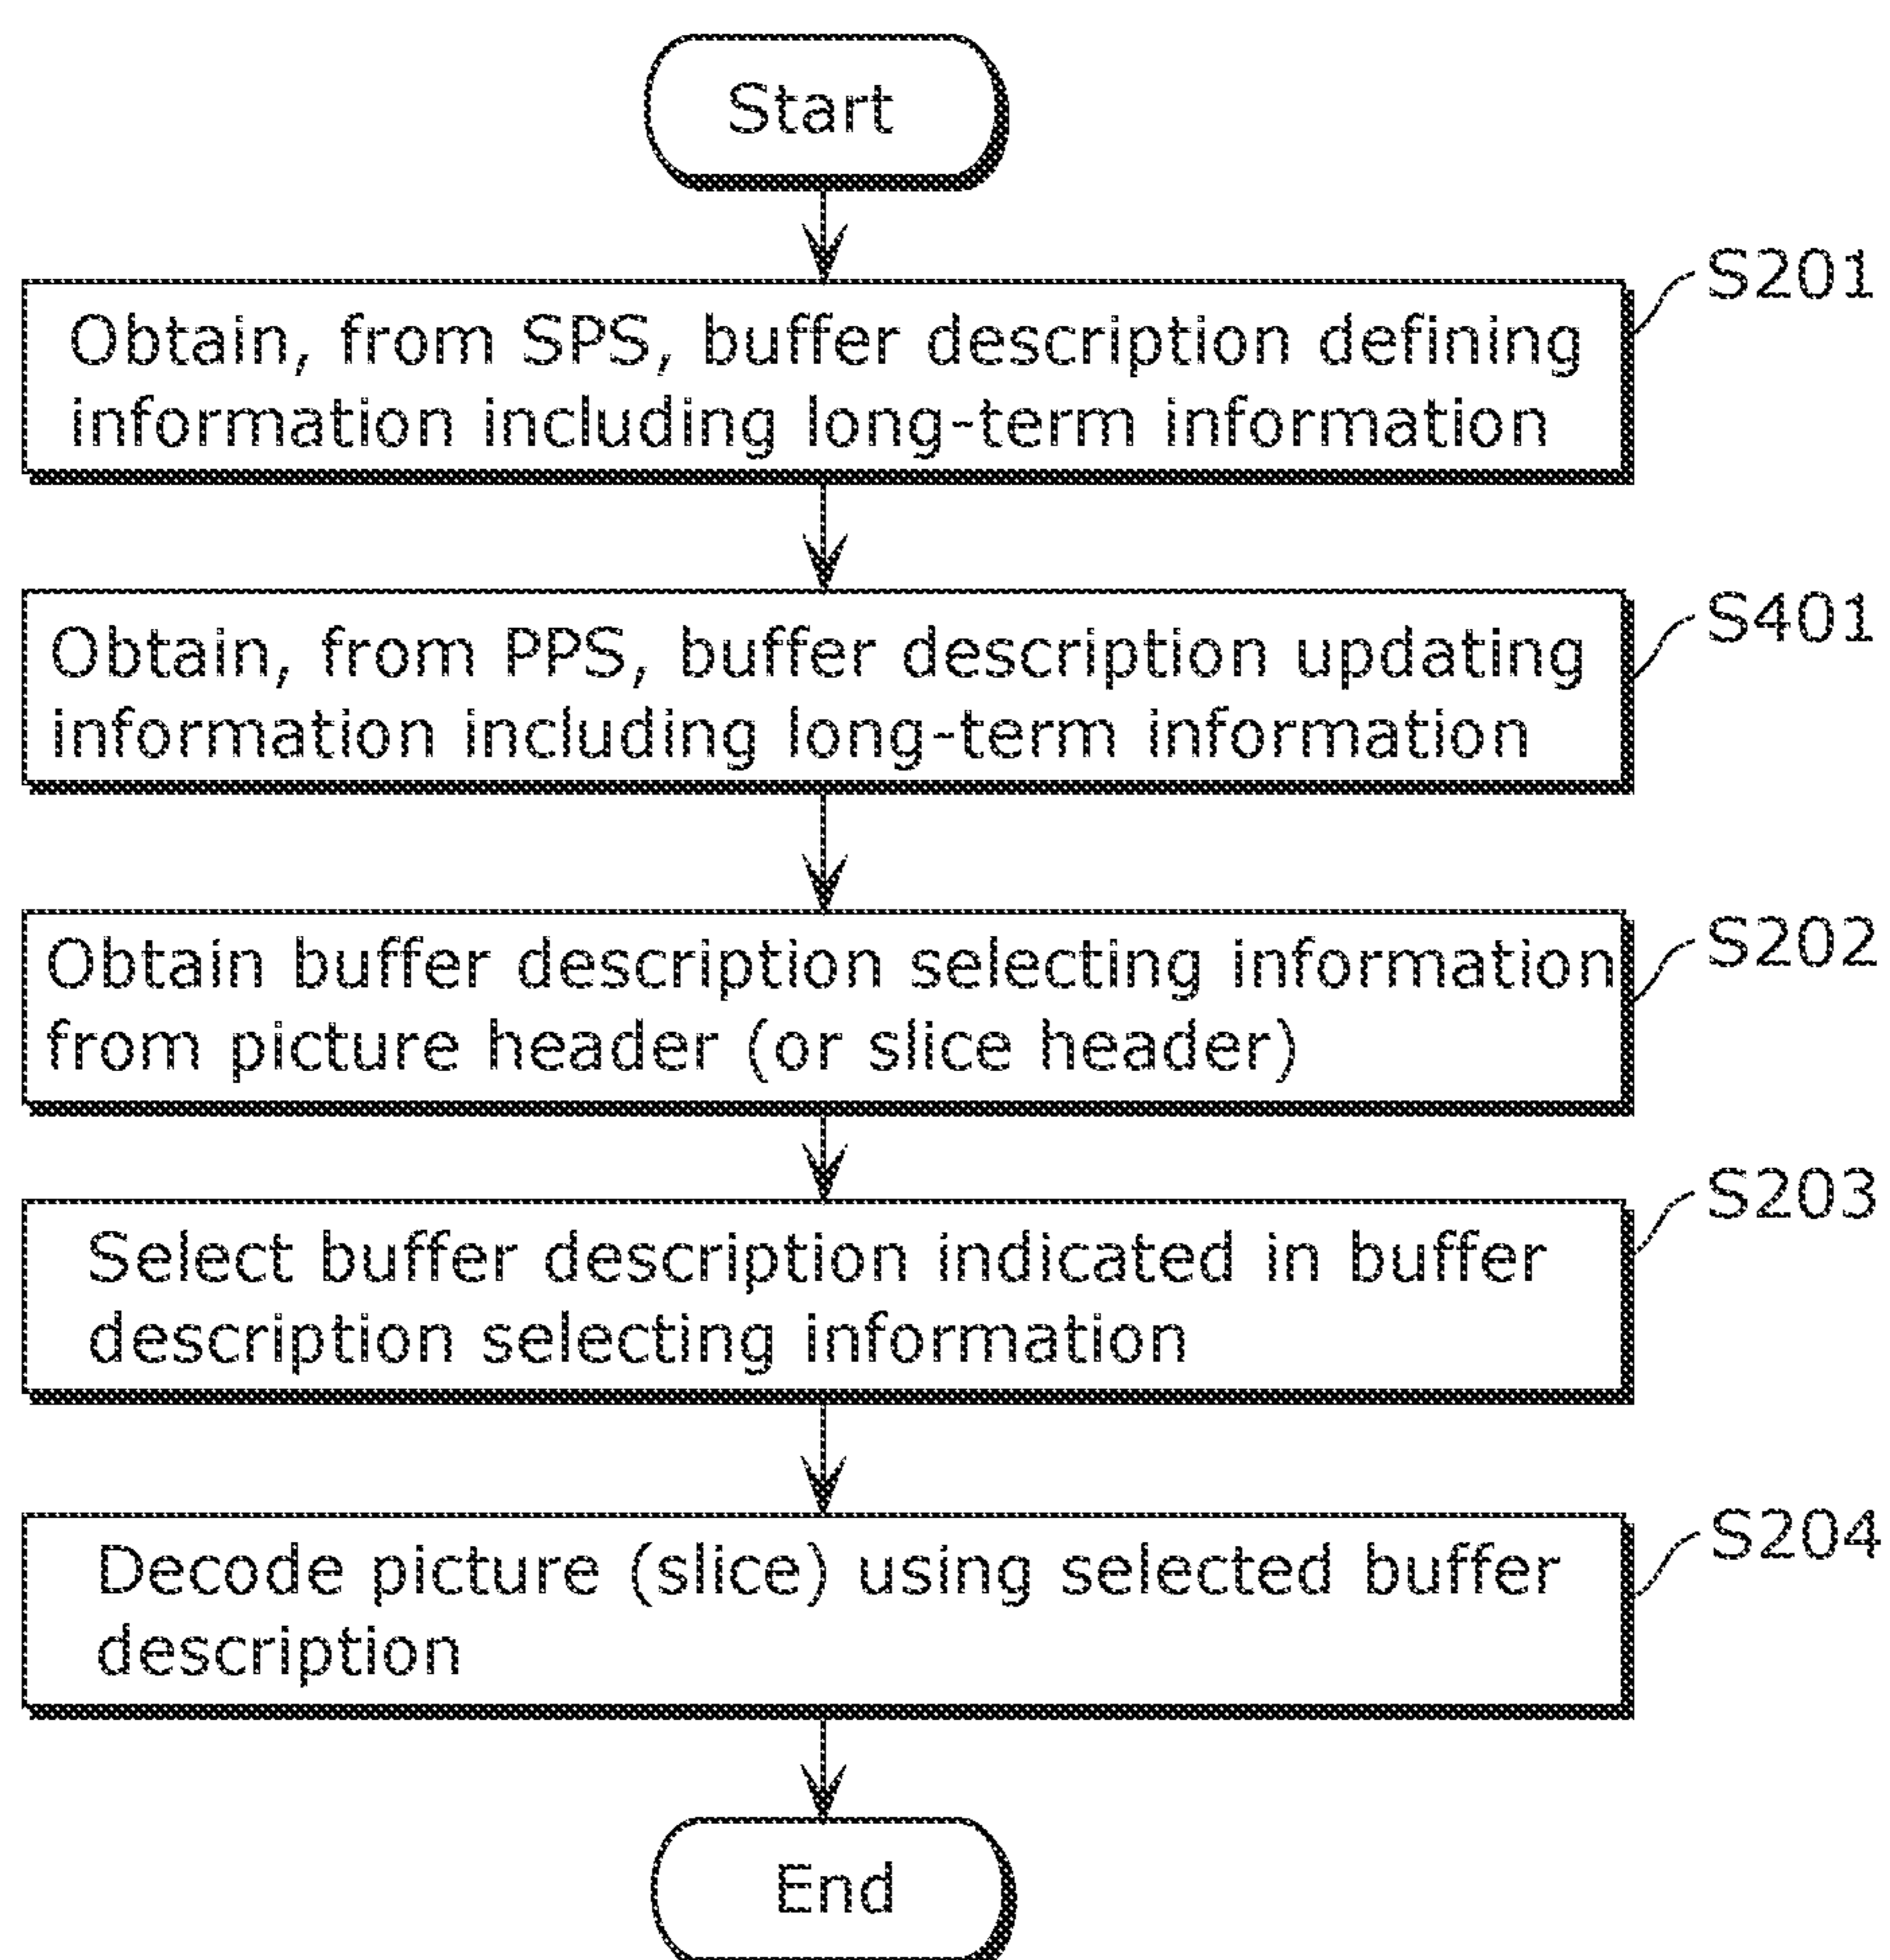 Start
S201
Obtain, from SPS, buffer description defining
information including long-term information
S401
Obtain, from PPS, buffer description updating
information including long-term information
S202
Obtain buffer description selecting information
from picture header (or slice header)
S203
Select buffer description indicated in buffer
description selecting information
S204
Decode picture (slice) using selected buffer
description
End